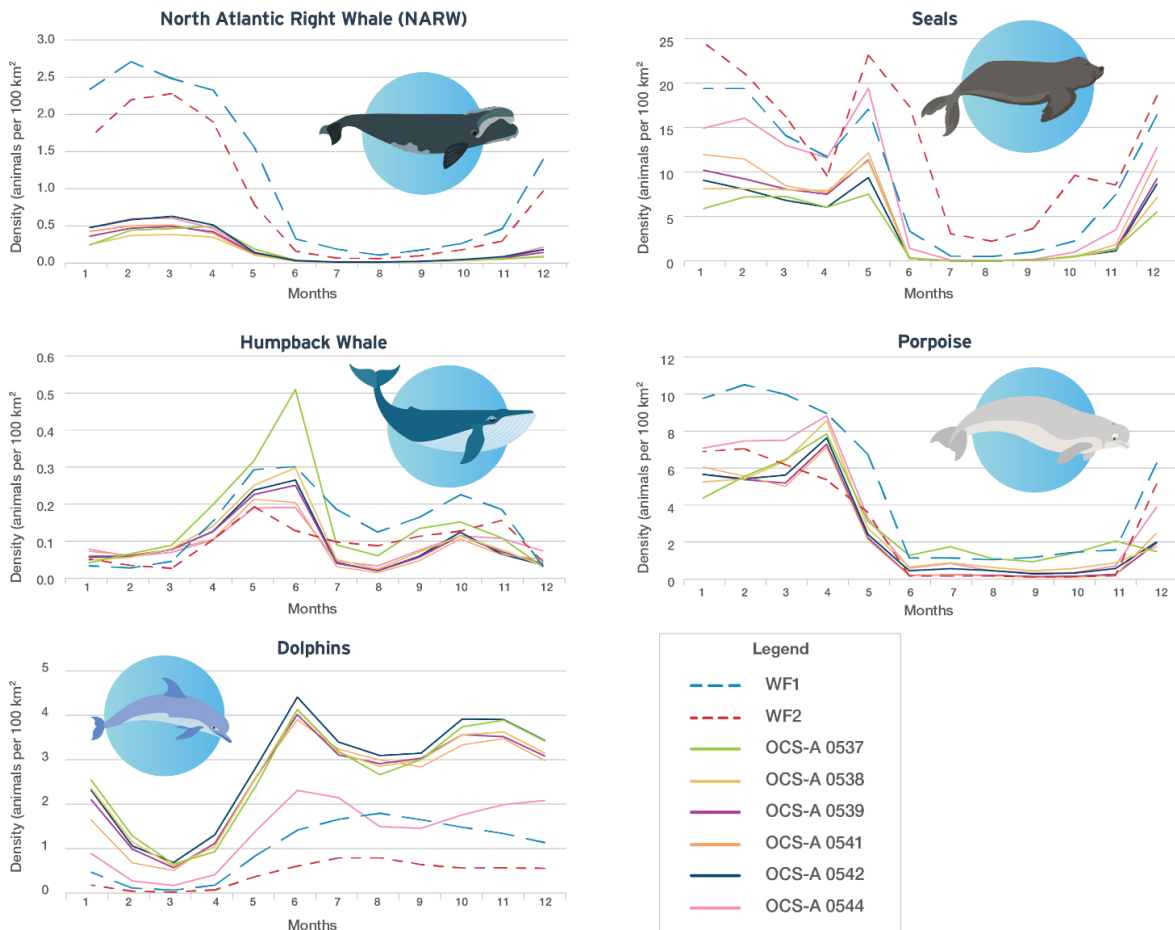 North Atlantic Right Whale (NARW)
Density (animals per 100 km²
3.0
2.5
2.0
1.5
1.0
0.5
0.0
1 2 3 4 5 6 7 8 9 10 11 12
Months
Seals
Density (animals per 100 km²
25
20
15
10
5
0
1 2 3 4 5 6 7 8 9 10 11 12
Months
Humpback Whale
Density (animals per 100 km²
0.6
0.5
0.4
0.3
0.2
0.1
0.0
1 2 3 4 5 6 7 8 9 10 11 12
Months
Porpoise
Density (animals per 100 km²
12
10
8
6
4
2
0
1 2 3 4 5 6 7 8 9 10 11 12
Months
Dolphins
Density (animals per 100 km²
5
4
3
2
1
0
1 2 3 4 5 6 7 8 9 10 11 12
Months
Legend
WF1
WF2
OCS-A 0537
OCS-A 0538
OCS-A 0539
OCS-A 0541
OCS-A 0542
OCS-A 0544